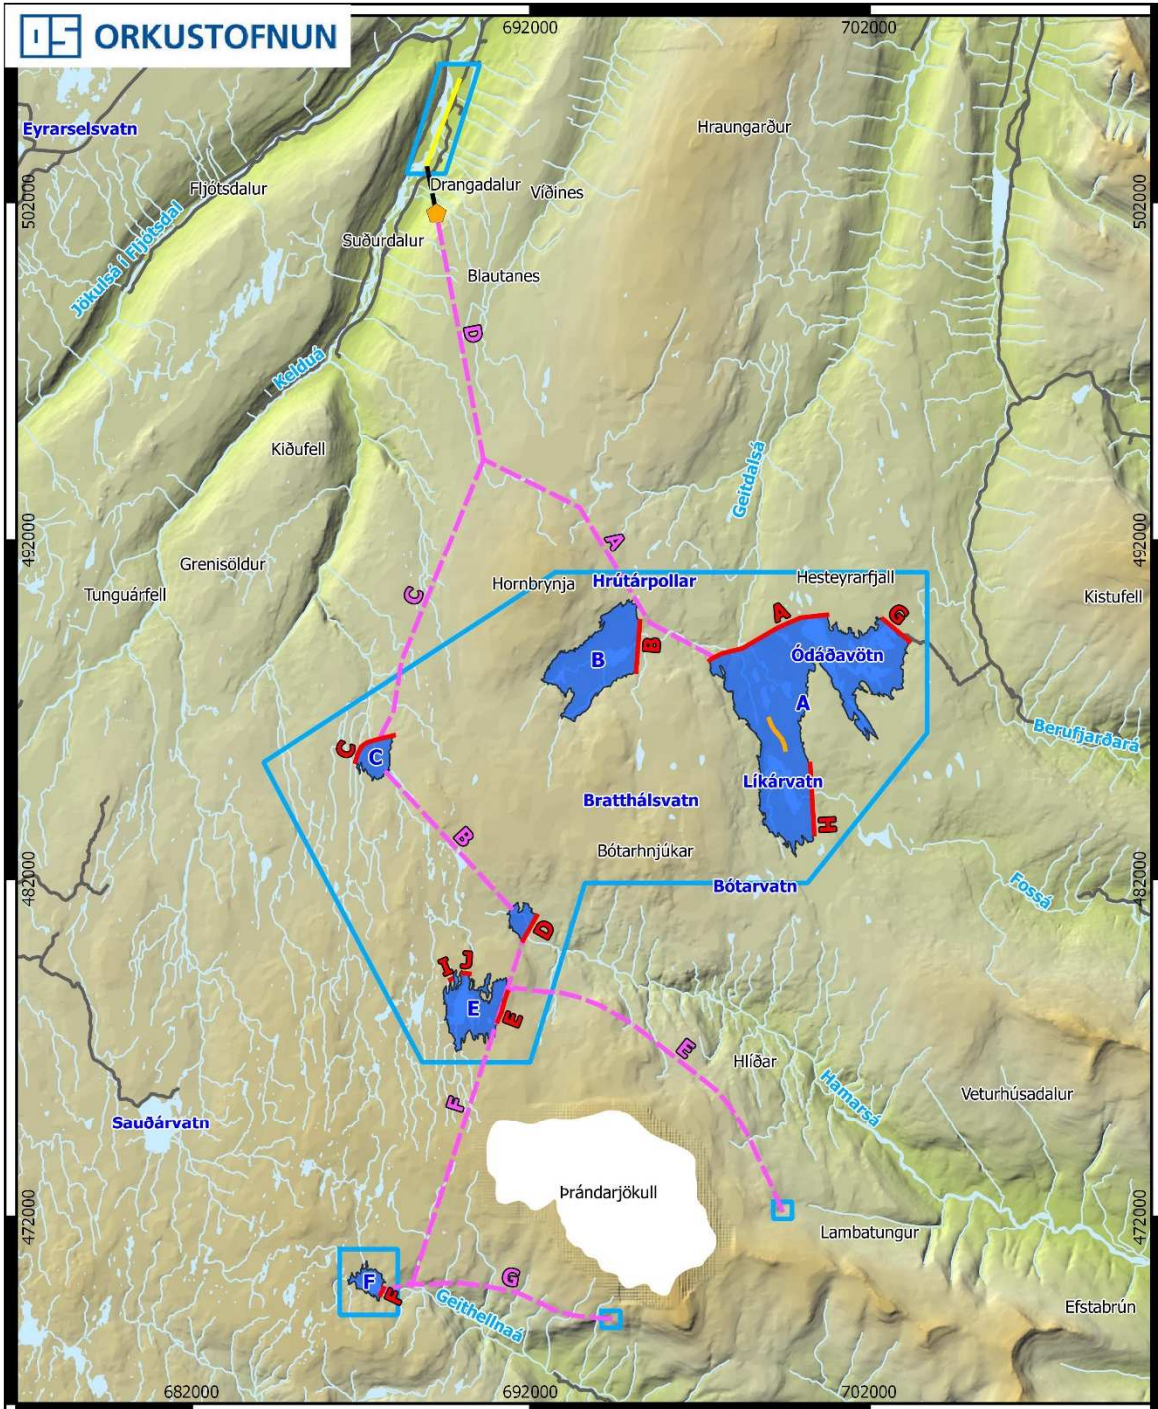 OS ORKUSTOFNUN
692000
702000
Eyrarselsvatn
Hraungarður
Fljótsdalur
Drangadalur
Víðines
502000
502000
Jökulsá í Fljótsdal
Suðurdalur
Blautanes
D
Kelduá
Kiðufell
Geitdalsá
492000
492000
A
Grenisöldur
Hornbrynja
Hrútárpollar
Hesteyrarfjall
Tunguárfell
C
Kistufell
A
G
B
B
Ódáðavötn
A
Berufjarðará
C
C
Líkárvatn
Bratthálsvatn
H
B
Bótarhnjúkar
482000
482000
Bótarvatn
Fossá
D
I
J
E
E
E
Hlíðar
Hamarsá
Veturhúsadalur
F
Sauðárvatn
Þrándarjökull
472000
472000
Lambatungur
F
F
G
Geithellnaá
Efstabrún
682000
692000
702000